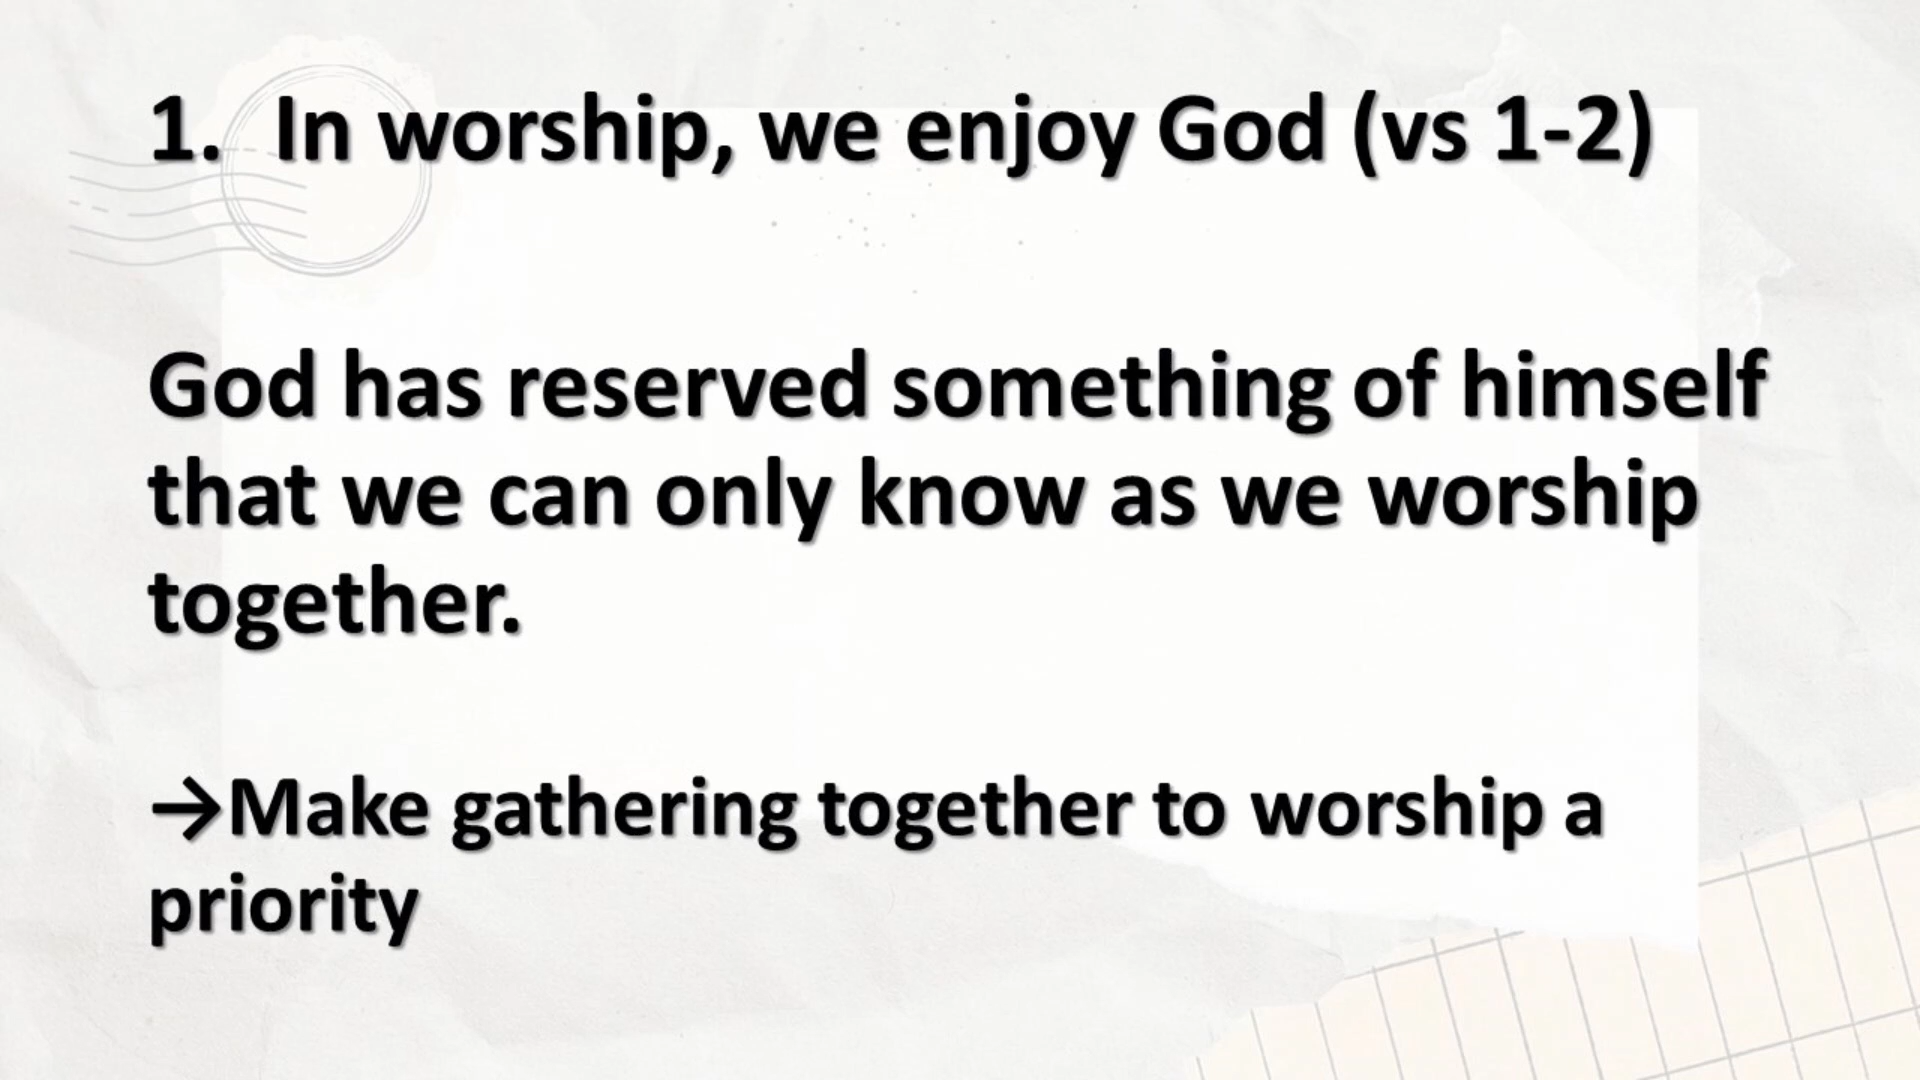 1. In worship, we enjoy God (vs 1-2)
God has reserved something of himself
that we can only know as we worship
together.
→Make gathering together to worship a
priority